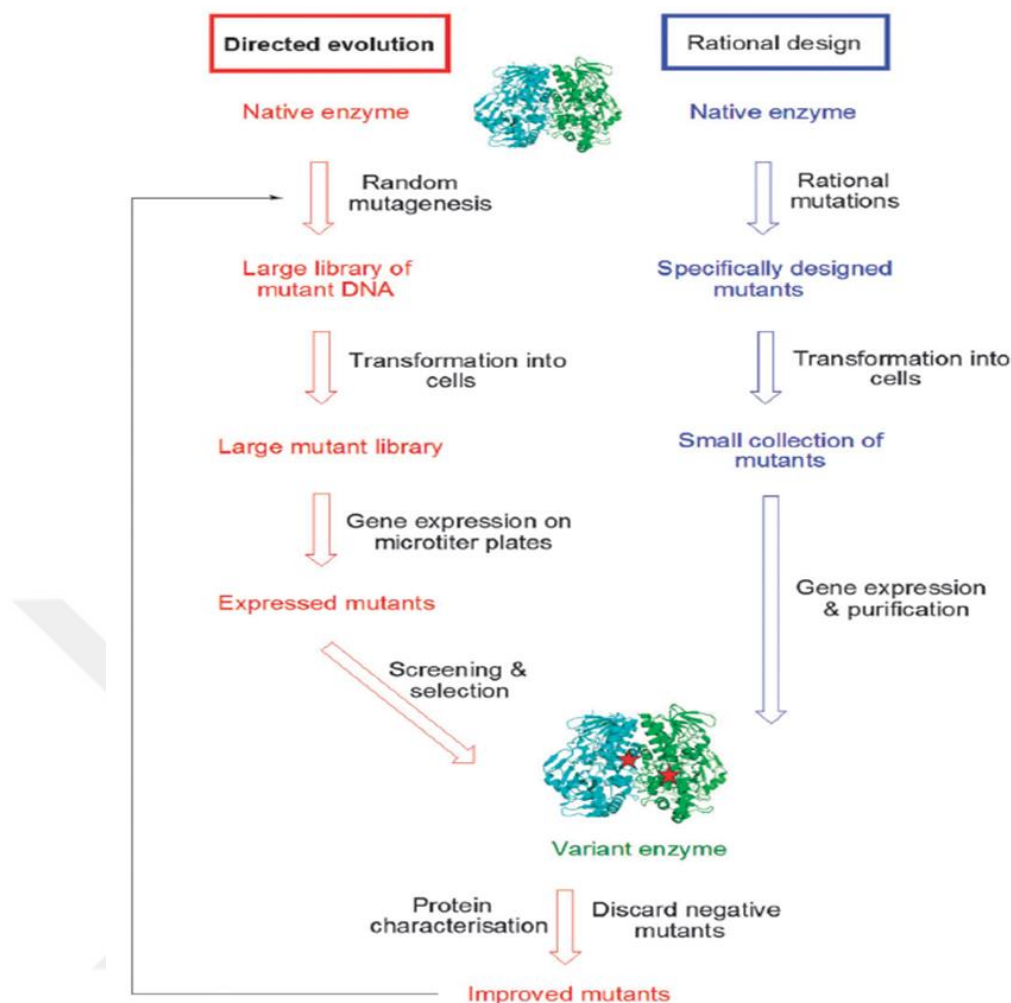 Directed evolution
Rational design
Native enzyme
Native enzyme
Random
mutagenesis
Rational
mutations
Large library of
mutant DNA
Specifically designed
mutants
Transformation into
cells
Transformation into
cells
Large mutant library
Small collection of
mutants
Gene expression on
microtiter plates
Expressed mutants
Gene expression
& purification
Screening &
selection
Variant enzyme
Protein
characterisation
Discard negative
mutants
Improved mutants